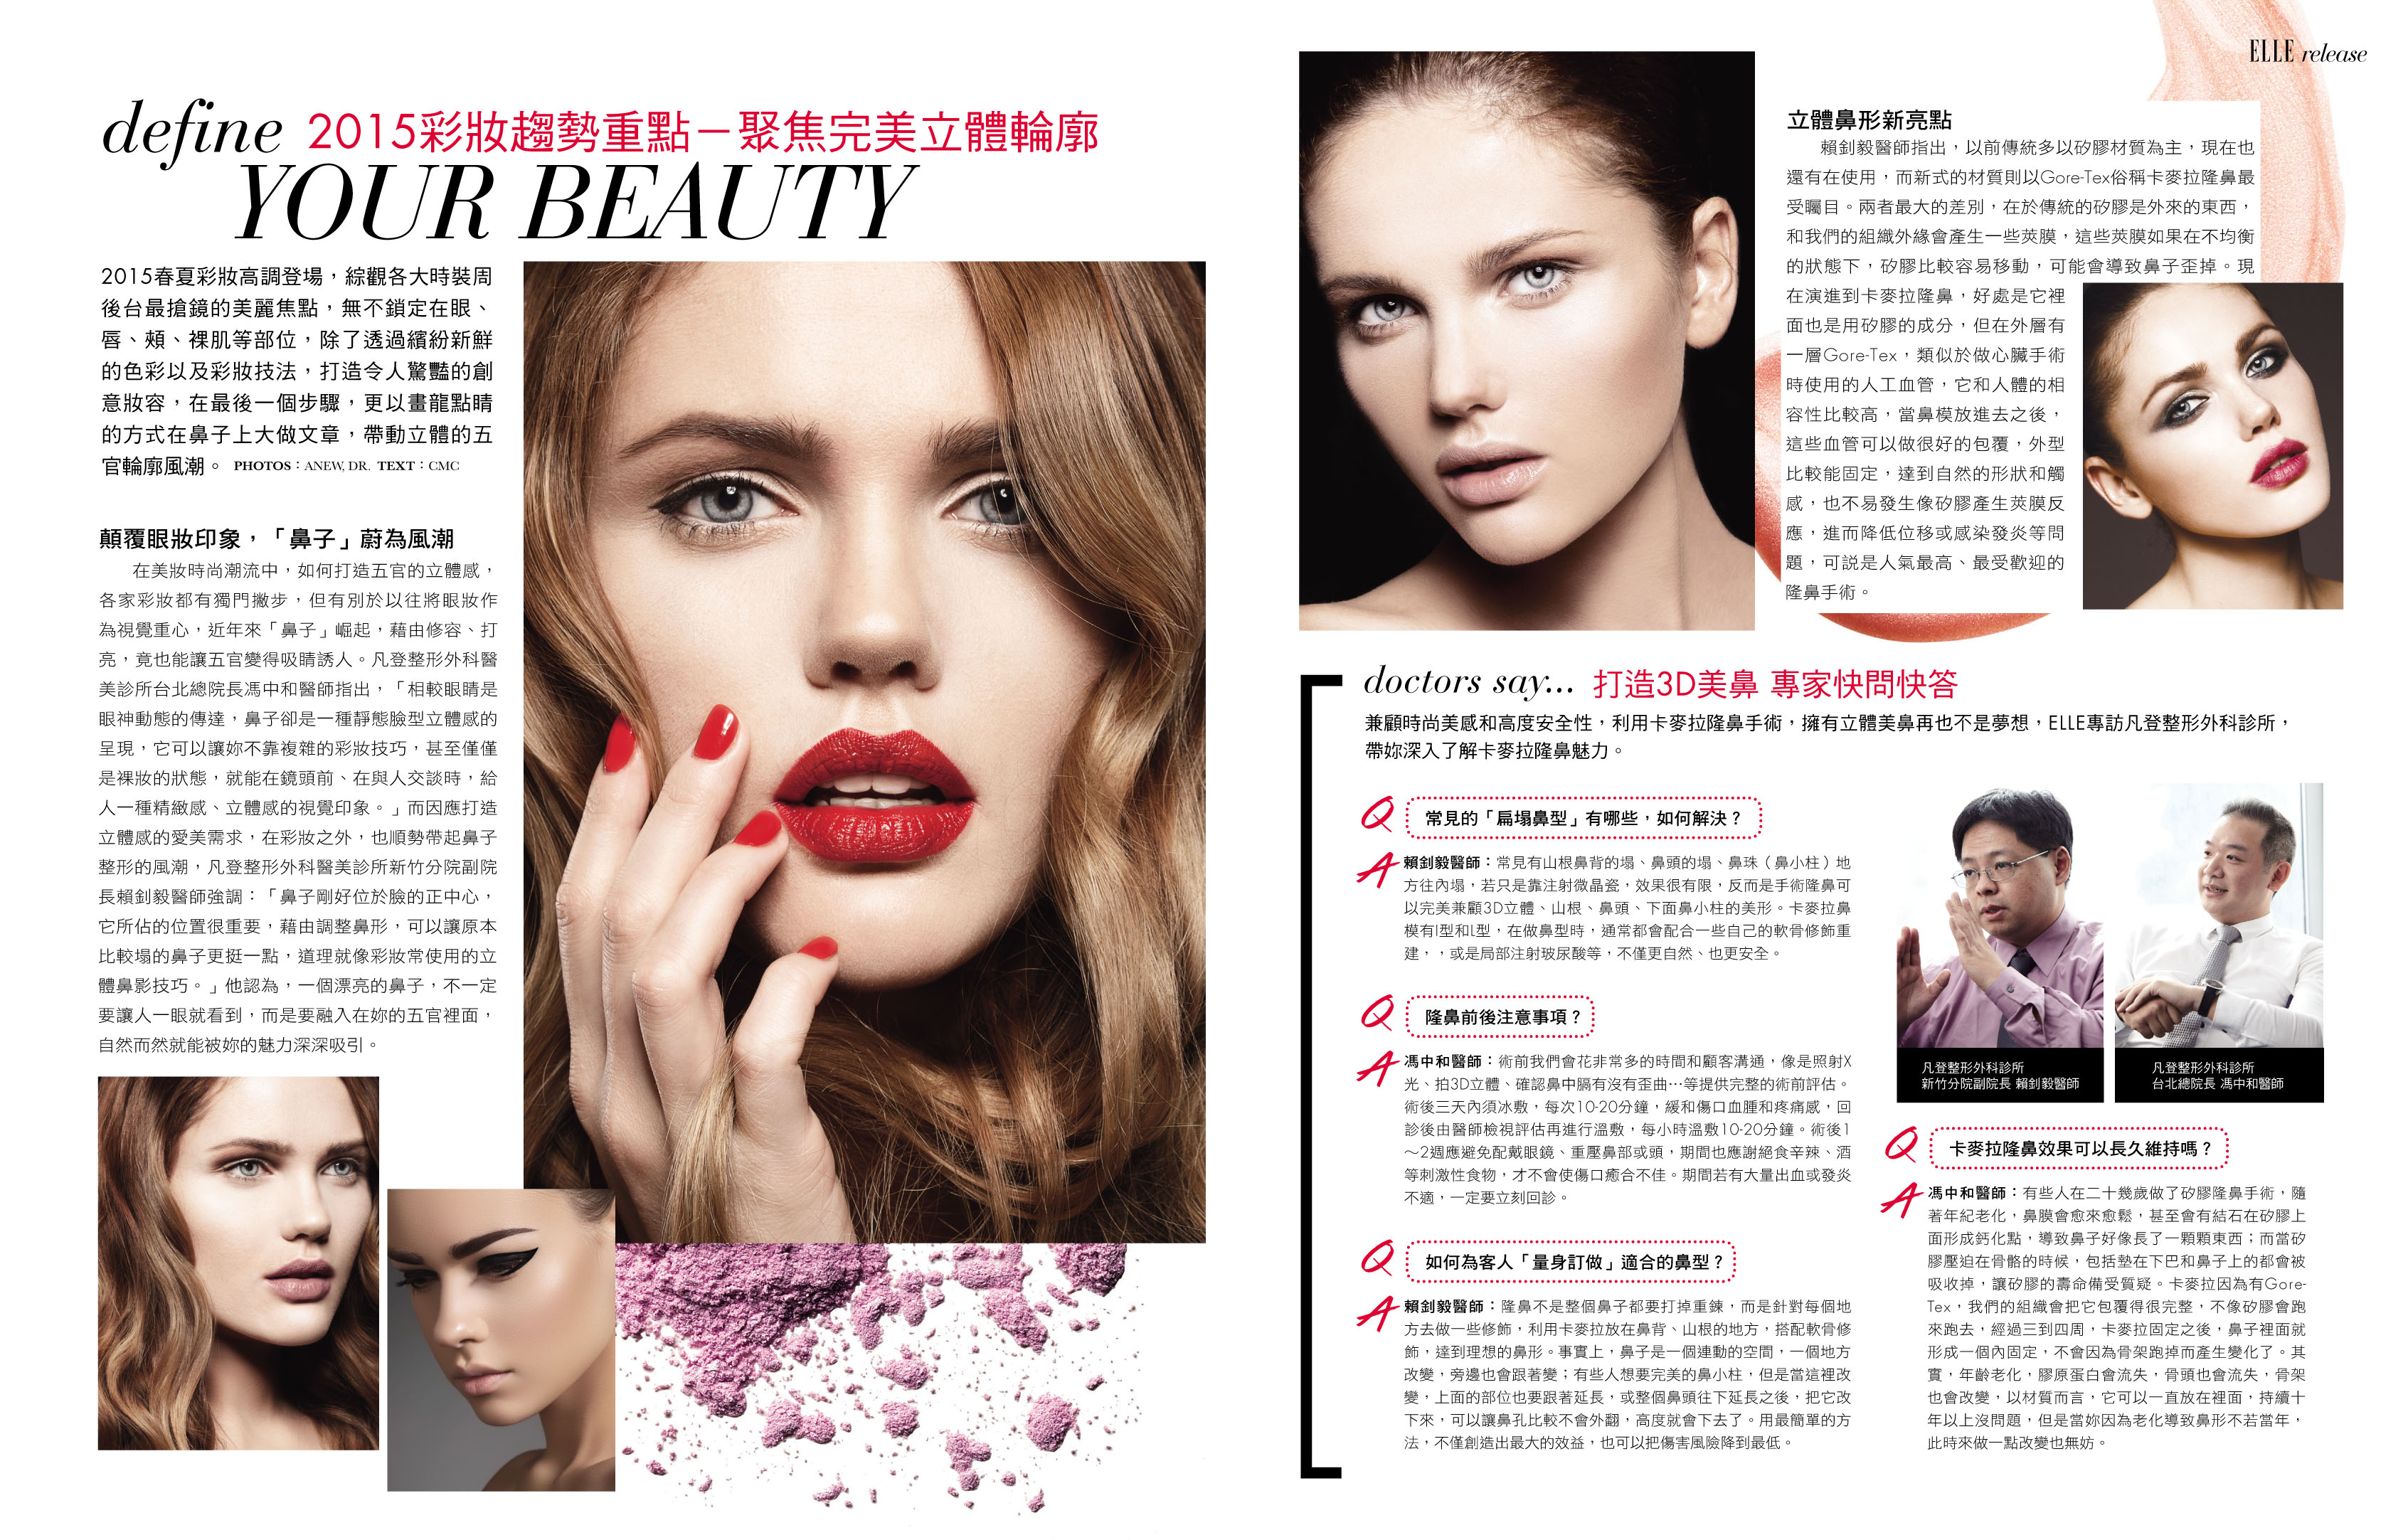 define 2015彩妝趨勢重點－聚焦完美立體輪廓
YOUR BEAUTY
2015春夏彩妝高調登場，綜觀各大時裝周
後台最搶鏡的美麗焦點，無不鎖定在眼、
唇、頰、裸肌等部位，除了透過繽紛新鮮
的色彩以及彩妝技法，打造令人驚豔的創
意妝容，在最後一個步驟，更以畫龍點睛
的方式在鼻子上大做文章，帶動立體的五
官輪廓風潮。 PHOTOS：ANEW, DR. TEXT：CMC
顛覆眼妝印象，「鼻子」蔚為風潮
在美妝時尚潮流中，如何打造五官的立體感，
各家彩妝都有獨門撇步，但有別於以往將眼妝作
為視覺重心，近年來「鼻子」崛起，藉由修容、打
亮，竟也能讓五官變得吸睛誘人。凡登整形外科醫
美診所台北總院長馮中和醫師指出，「相較眼睛是
眼神動態的傳達，鼻子卻是一種靜態臉型立體感的
呈現，它可以讓妳不靠複雜的彩妝技巧，甚至僅僅
是裸妝的狀態，就能在鏡頭前、在與人交談時，給
人一種精緻感、立體感的視覺印象。」而因應打造
立體感的愛美需求，在彩妝之外，也順勢帶起鼻子
整形的風潮，凡登整形外科醫美診所新竹分院副院
長賴釗毅醫師強調：「鼻子剛好位於臉的正中心，
它所佔的位置很重要，藉由調整鼻形，可以讓原本
比較塌的鼻子更挺一點，道理就像彩妝常使用的立
體鼻影技巧。」他認為，一個漂亮的鼻子，不一定
要讓人一眼就看到，而是要融入在妳的五官裡面，
自然而然就能被妳的魅力深深吸引。
ELLE release
立體鼻形新亮點
賴釗毅醫師指出，以前傳統多以矽膠材質為主，現在也
還有在使用，而新式的材質則以Gore-Tex俗稱卡麥拉隆鼻最
受矚目。兩者最大的差別，在於傳統的矽膠是外來的東西，
和我們的組織外緣會產生一些莢膜，這些莢膜如果在不均衡
的狀態下，矽膠比較容易移動，可能會導致鼻子歪掉。現
在演進到卡麥拉隆鼻，好處是它裡
面也是用矽膠的成分，但在外層有
一層Gore-Tex，類似於做心臟手術
時使用的人工血管，它和人體的相
容性比較高，當鼻模放進去之後，
這些血管可以做很好的包覆，外型
比較能固定，達到自然的形狀和觸
感，也不易發生像矽膠產生莢膜反
應，進而降低位移或感染發炎等問
題，可說是人氣最高、最受歡迎的
隆鼻手術。
doctors say... 打造3D美鼻 專家快問快答
兼顧時尚美感和高度安全性，利用卡麥拉隆鼻手術，擁有立體美鼻再也不是夢想，ELLE專訪凡登整形外科診所，
帶妳深入了解卡麥拉隆鼻魅力。
Q 常見的「扁塌鼻型」有哪些，如何解決？
A 賴釗毅醫師：常見有山根鼻背的塌、鼻頭的塌、鼻珠（鼻小柱）地
方往內塌，若只是靠注射微晶瓷，效果很有限，反而是手術隆鼻可
以完美兼顧3D立體、山根、鼻頭、下面鼻小柱的美形。卡麥拉鼻
模有I型和L型，在做鼻型時，通常都會配合一些自己的軟骨修飾重
建，，或是局部注射玻尿酸等，不僅更自然、也更安全。
Q 隆鼻前後注意事項？
A 馮中和醫師：術前我們會花非常多的時間和顧客溝通，像是照射X
光、拍3D立體、確認鼻中膈有沒有歪曲…等提供完整的術前評估。
術後三天內須冰敷，每次10-20分鐘，緩和傷口血腫和疼痛感，回
診後由醫師檢視評估再進行溫敷，每小時溫敷10-20分鐘。術後1
～2週應避免配戴眼鏡、重壓鼻部或頭，期間也應謝絕食辛辣、酒
等刺激性食物，才不會使傷口癒合不佳。期間若有大量出血或發炎
不適，一定要立刻回診。
Q 如何為客人「量身訂做」適合的鼻型？
A 賴釗毅醫師：隆鼻不是整個鼻子都要打掉重鍊，而是針對每個地
方去做一些修飾，利用卡麥拉放在鼻背、山根的地方，搭配軟骨修
飾，達到理想的鼻形。事實上，鼻子是一個連動的空間，一個地方
改變，旁邊也會跟著變；有些人想要完美的鼻小柱，但是當這裡改
變，上面的部位也要跟著延長，或整個鼻頭往下延長之後，把它改
下來，可以讓鼻孔比較不會外翻，高度就會下去了。用最簡單的方
法，不僅創造出最大的效益，也可以把傷害風險降到最低。
凡登整形外科診所
新竹分院副院長 賴釗毅醫師
凡登整形外科診所
台北總院長 馮中和醫師
Q 卡麥拉隆鼻效果可以長久維持嗎？
A 馮中和醫師：有些人在二十幾歲做了矽膠隆鼻手術，隨
著年紀老化，鼻膜會愈來愈鬆，甚至會有結石在矽膠上
面形成鈣化點，導致鼻子好像長了一顆顆東西；而當矽
膠壓迫在骨骼的時候，包括墊在下巴和鼻子上的都會被
吸收掉，讓矽膠的壽命備受質疑。卡麥拉因為有Gore-
Tex，我們的組織會把它包覆得很完整，不像矽膠會跑
來跑去，經過三到四周，卡麥拉固定之後，鼻子裡面就
形成一個內固定，不會因為骨架跑掉而產生變化了。其
實，年齡老化，膠原蛋白會流失，骨頭也會流失，骨架
也會改變，以材質而言，它可以一直放在裡面，持續十
年以上沒問題，但是當妳因為老化導致鼻形不若當年，
此時來做一點改變也無妨。